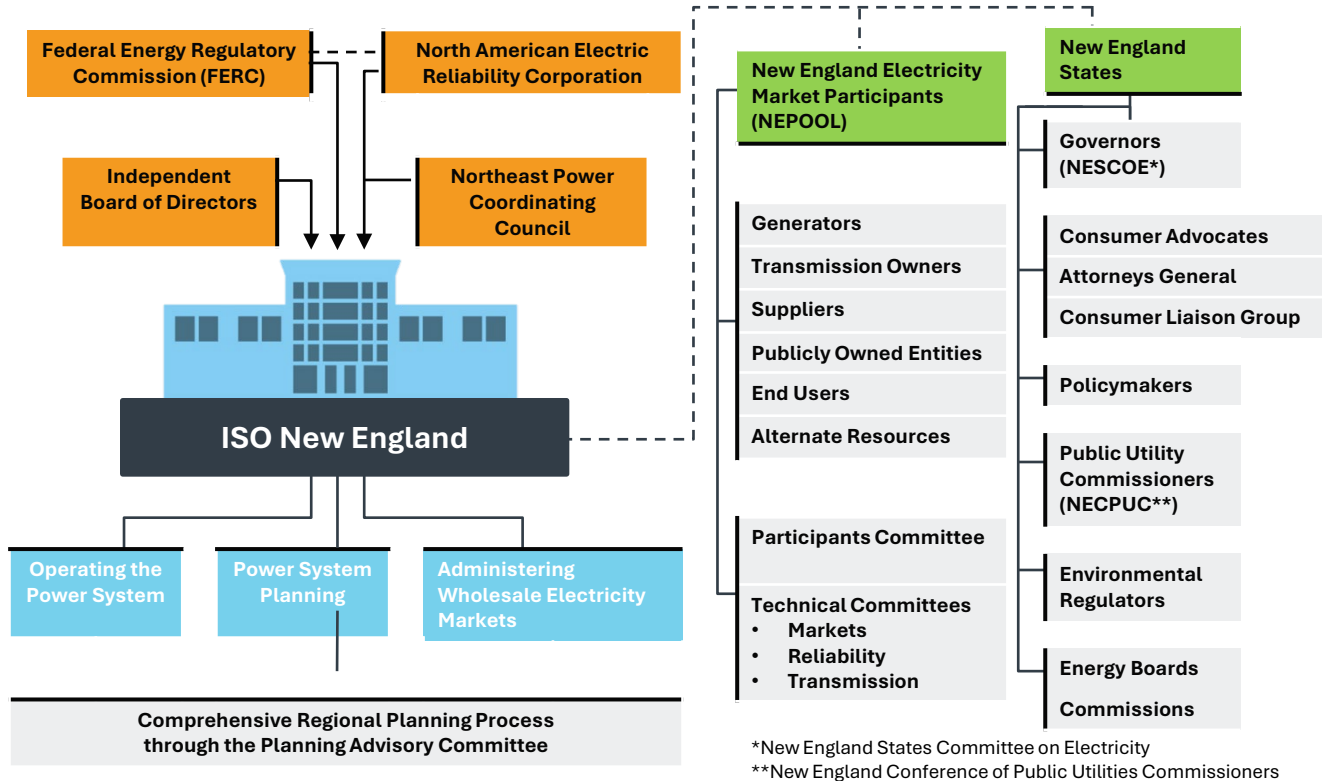 Federal Energy Regulatory
Commission (FERC)
North American Electric
Reliability Corporation
Independent
Board of Directors
Northeast Power
Coordinating
Council
ISO New England
Operating the
Power System
Power System
Planning
Administering
Wholesale Electricity
Markets
Comprehensive Regional Planning Process
through the Planning Advisory Committee
New England Electricity
Market Participants
(NEPOOL)
Generators
Transmission Owners
Suppliers
Publicly Owned Entities
End Users
Alternate Resources
Participants Committee
Technical Committees
• Markets
• Reliability
• Transmission
New England
States
Governors
(NESCOE*)
Consumer Advocates
Attorneys General
Consumer Liaison Group
Policymakers
Public Utility
Commissioners
(NECPUC**)
Environmental
Regulators
Energy Boards
Commissions
*New England States Committee on Electricity
**New England Conference of Public Utilities Commissioners